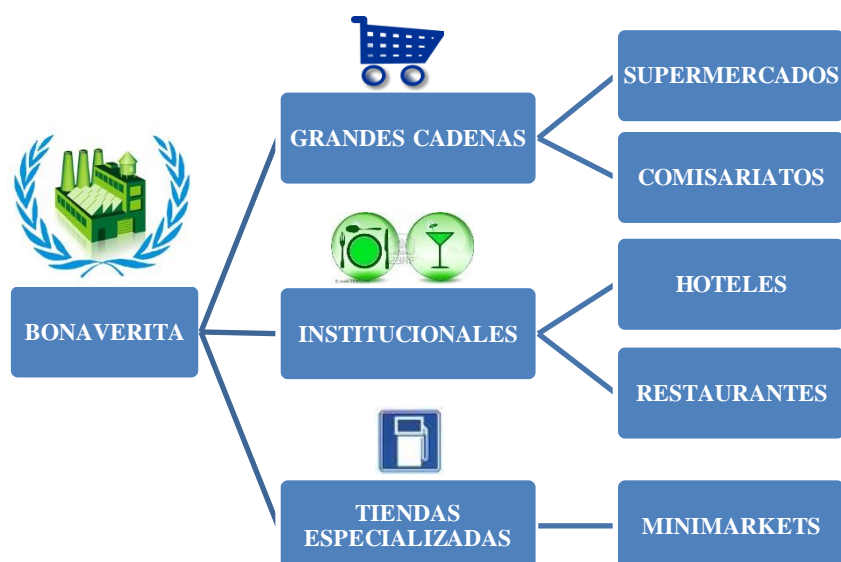 BONAVERITA
GRANDES CADENAS
SUPERMERCADOS
COMISARIATOS
INSTITUCIONALES
HOTELES
RESTAURANTES
TIENDAS
ESPECIALIZADAS
MINIMARKETS